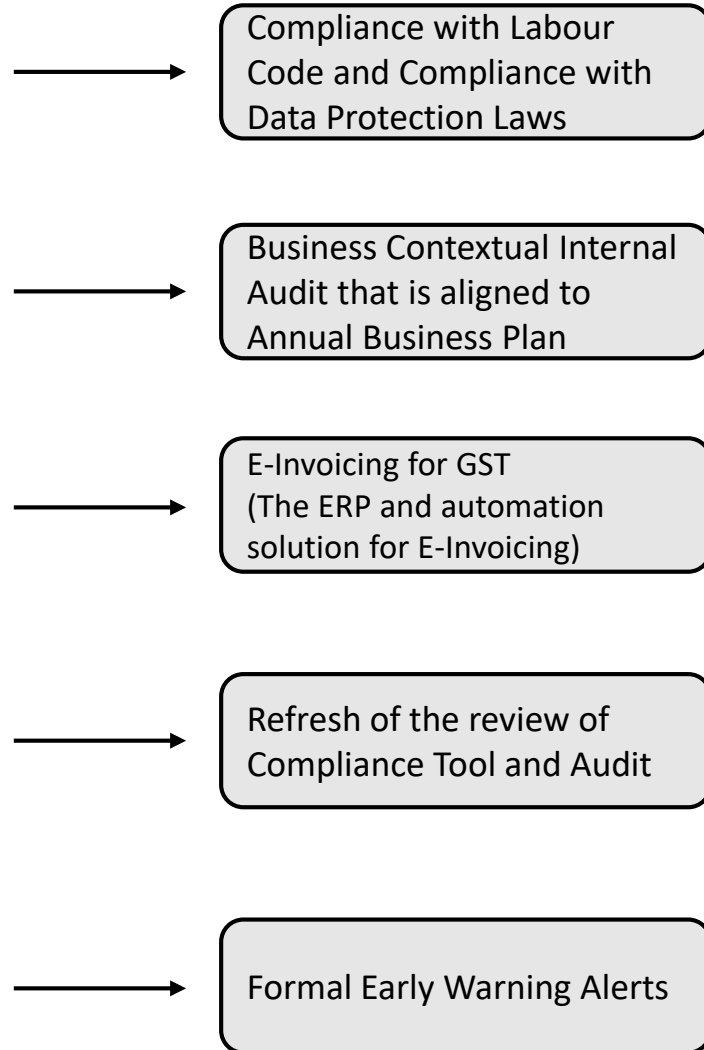 Compliance with Labour
Code and Compliance with
Data Protection Laws
Business Contextual Internal
Audit that is aligned to
Annual Business Plan
E-Invoicing for GST
(The ERP and automation
solution for E-Invoicing)
Refresh of the review of
Compliance Tool and Audit
Formal Early Warning Alerts